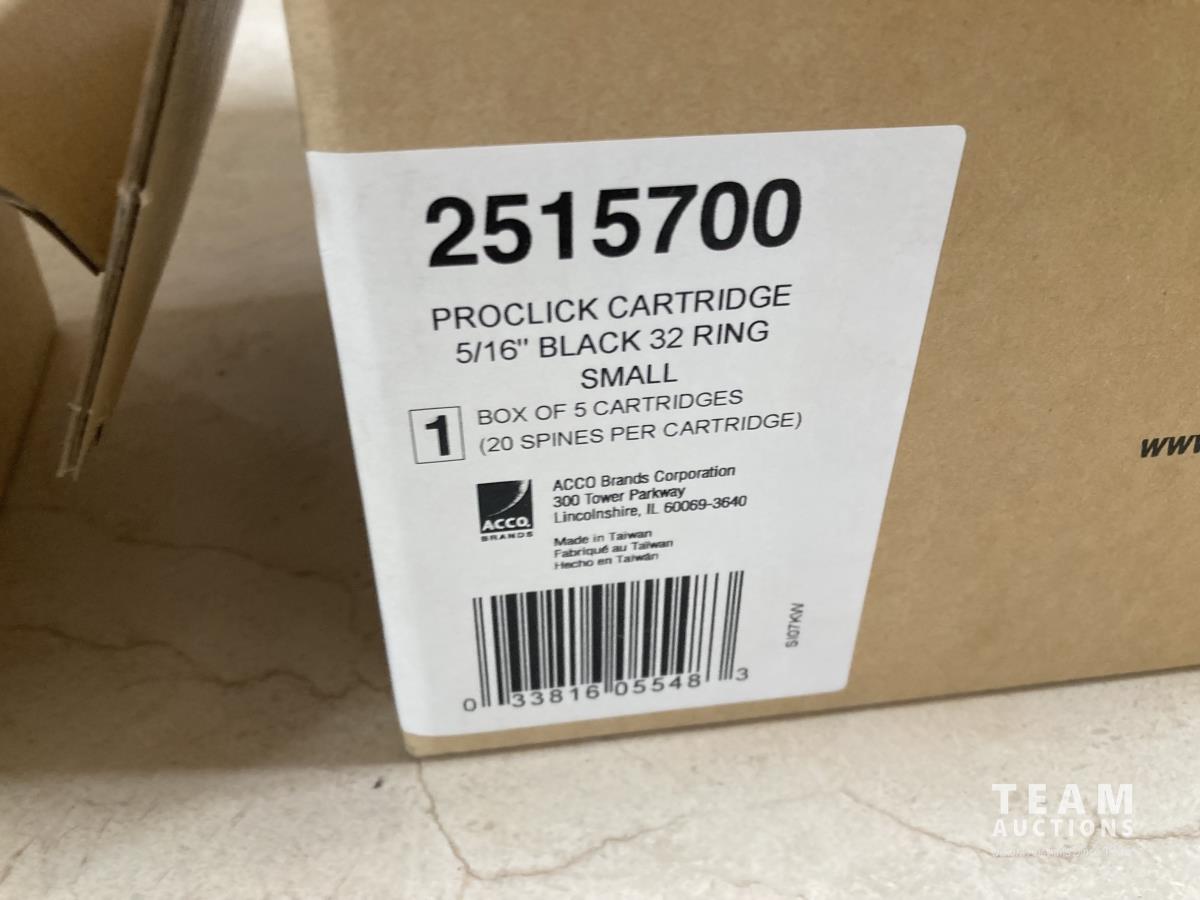 2515700
PROCLICK CARTRIDGE
5/16" BLACK 32 RING
SMALL
1
BOX OF 5 CARTRIDGES
(20 SPINES PER CARTRIDGE)
ACCO
BRANDS
ACCO Brands Corporation
300 Tower Parkway
Lincolnshire, IL 60069-3640
Made in Taiwan
Fabriqué au Taïwan
Hecho en Taiwán
SI07KW
0 33816 05548 3
www
TEAM
AUCTIONS